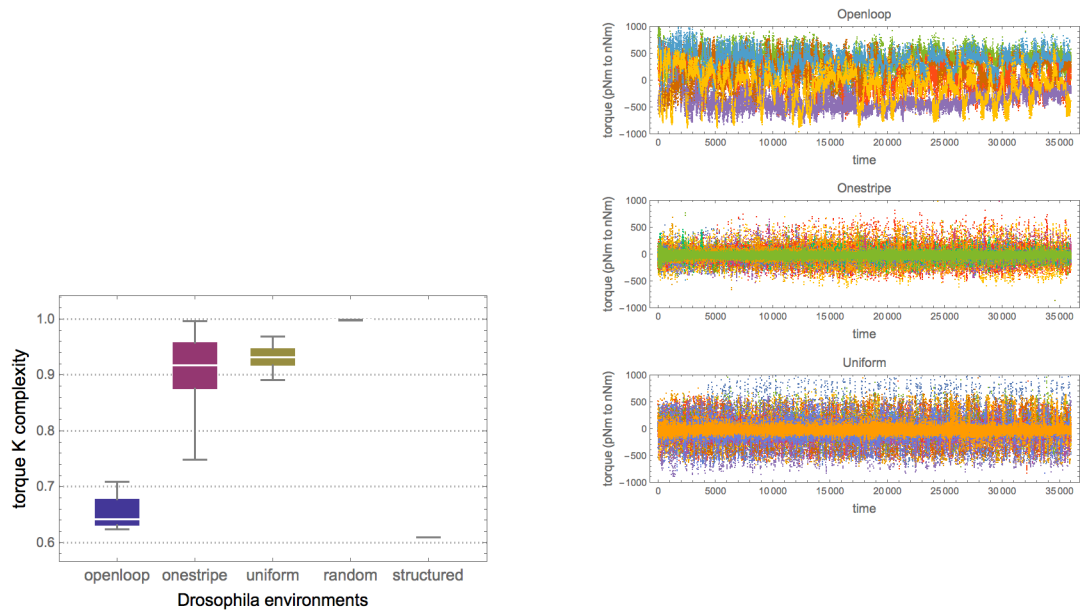 torque K complexity
1.0
0.9
0.8
0.7
0.6
openloop onestripe uniform random structured
Drosophila environments
Openloop
torque (pNm to nNm)
1000
500
0
−500
−1000
0 5000 10 000 15 000 20 000 25 000 30 000 35 000
time
Onestripe
torque (pNm to nNm)
1000
500
0
−500
−1000
0 5000 10 000 15 000 20 000 25 000 30 000 35 000
time
Uniform
torque (pNm to nNm)
1000
500
0
−500
−1000
0 5000 10 000 15 000 20 000 25 000 30 000 35 000
time